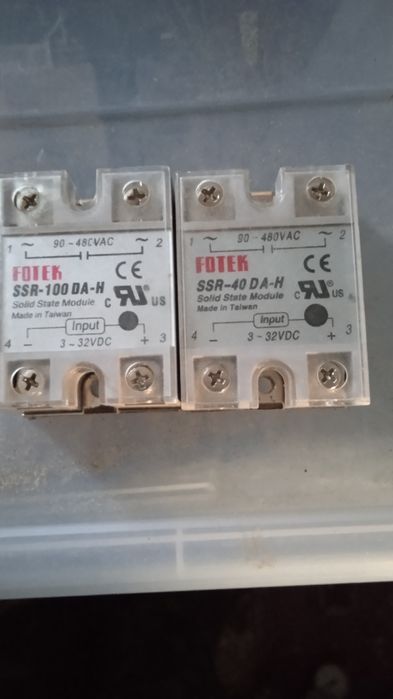 1 ~ 90~480VAC ~ 2
FOTEK CE
SSR-100 DA-H
Solid State Module C RU US
Made in Taiwan
Input
4 − 3~32VDC + 3
1 ~ 90~480VAC ~ 2
FOTEK CE
SSR-40 DA-H
Solid State Module C RU US
Made in Taiwan
Input
4 − 3~32VDC + 3